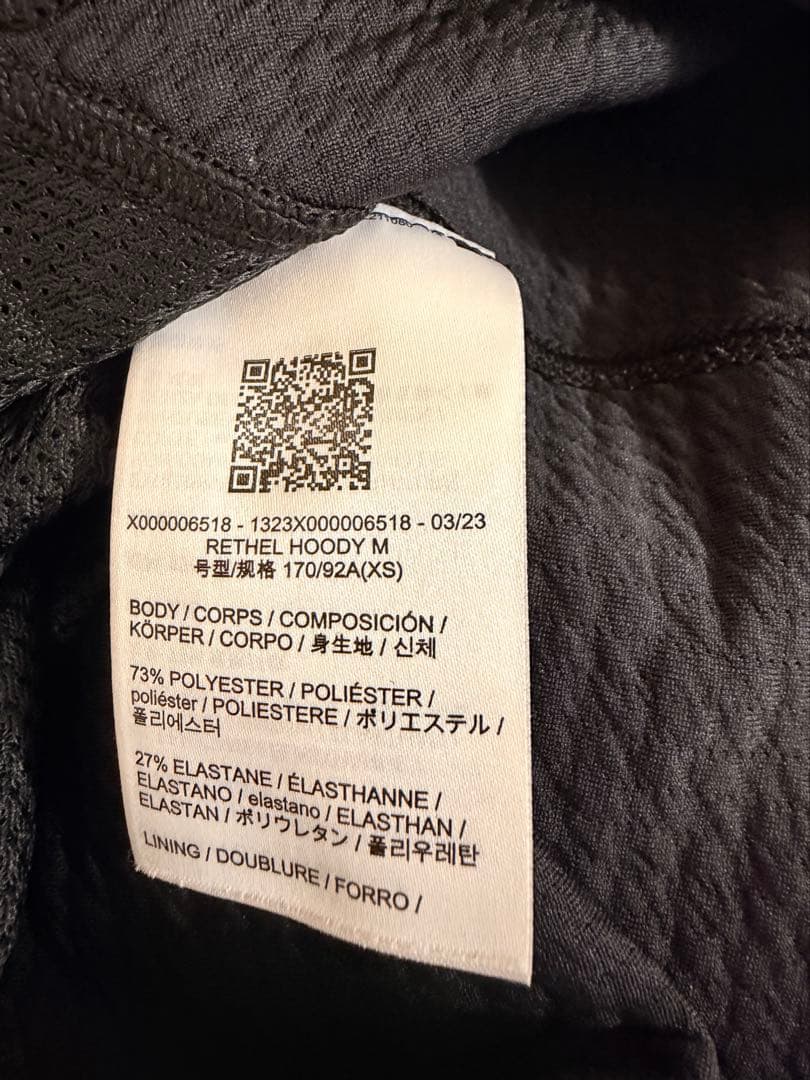 X000006518 - 1323X000006518 - 03/23
RETHEL HOODY M
号型/规格 170/92A(XS)
BODY / CORPS / COMPOSICIÓN /
KÖRPER / CORPO / 身生地 / 신체
73% POLYESTER / POLIÉSTER /
poliéster / POLIESTERE / ポリエステル /
폴리에스터
27% ELASTANE / ÉLASTHANNE /
ELASTANO / elastano / ELASTHAN /
ELASTAN / ポリウレタン / 폴리우레탄
LINING / DOUBLURE / FORRO /